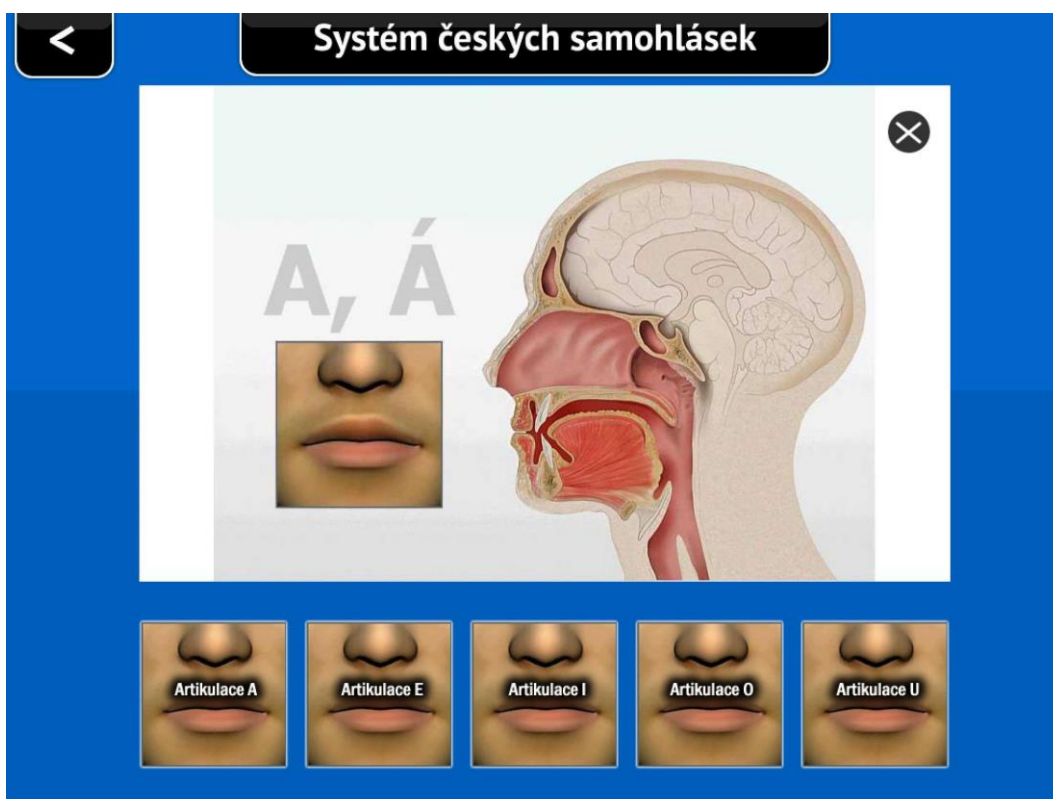 <
Systém českých samohlásek
A, Á
Artikulace A
Artikulace E
Artikulace I
Artikulace O
Artikulace U